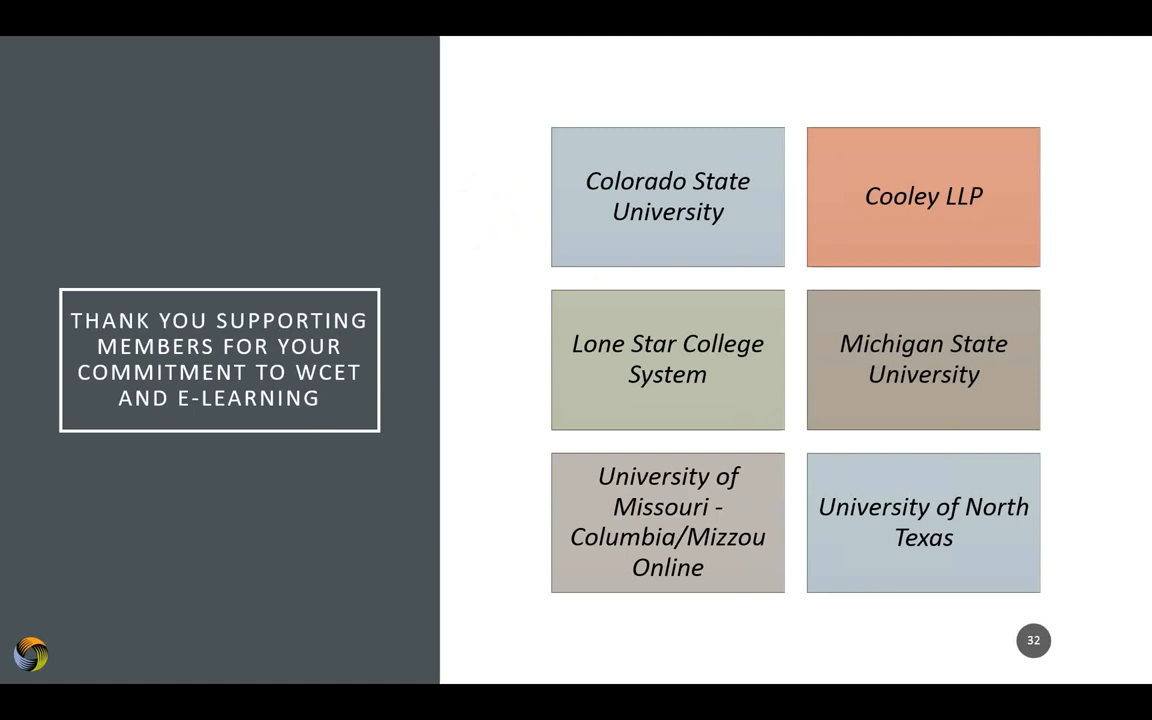 THANK YOU SUPPORTING
MEMBERS FOR YOUR
COMMITMENT TO WCET
AND E-LEARNING
Colorado State
University
Cooley LLP
Lone Star College
System
Michigan State
University
University of
Missouri -
Columbia/Mizzou
Online
University of North
Texas
32